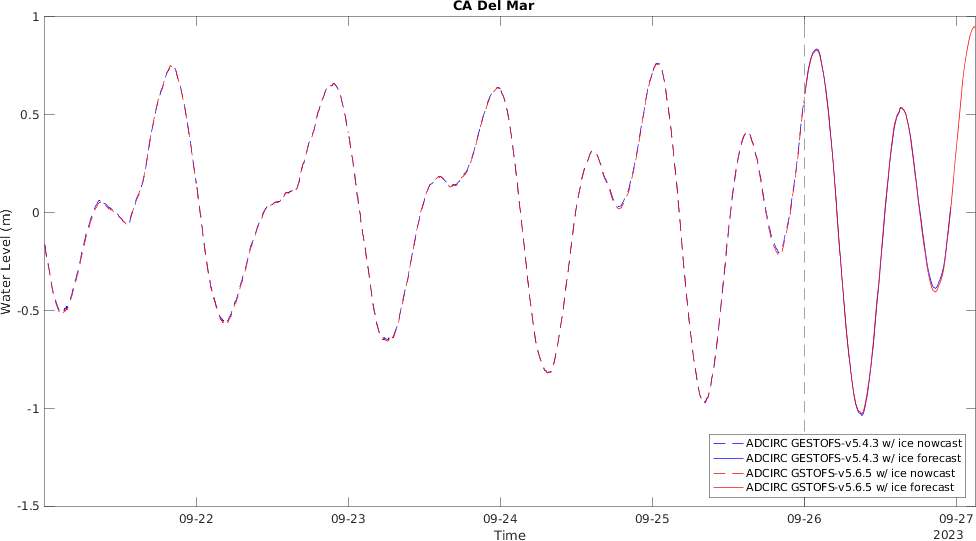 CA Del Mar
1
0.5
0
-0.5
-1
-1.5
Water Level (m)
ADCIRC GESTOFS-v5.4.3 w/ ice nowcast
ADCIRC GESTOFS-v5.4.3 w/ ice forecast
ADCIRC GSTOFS-v5.6.5 w/ ice nowcast
ADCIRC GSTOFS-v5.6.5 w/ ice forecast
09-22 09-23 09-24 09-25 09-26 09-27
Time
2023